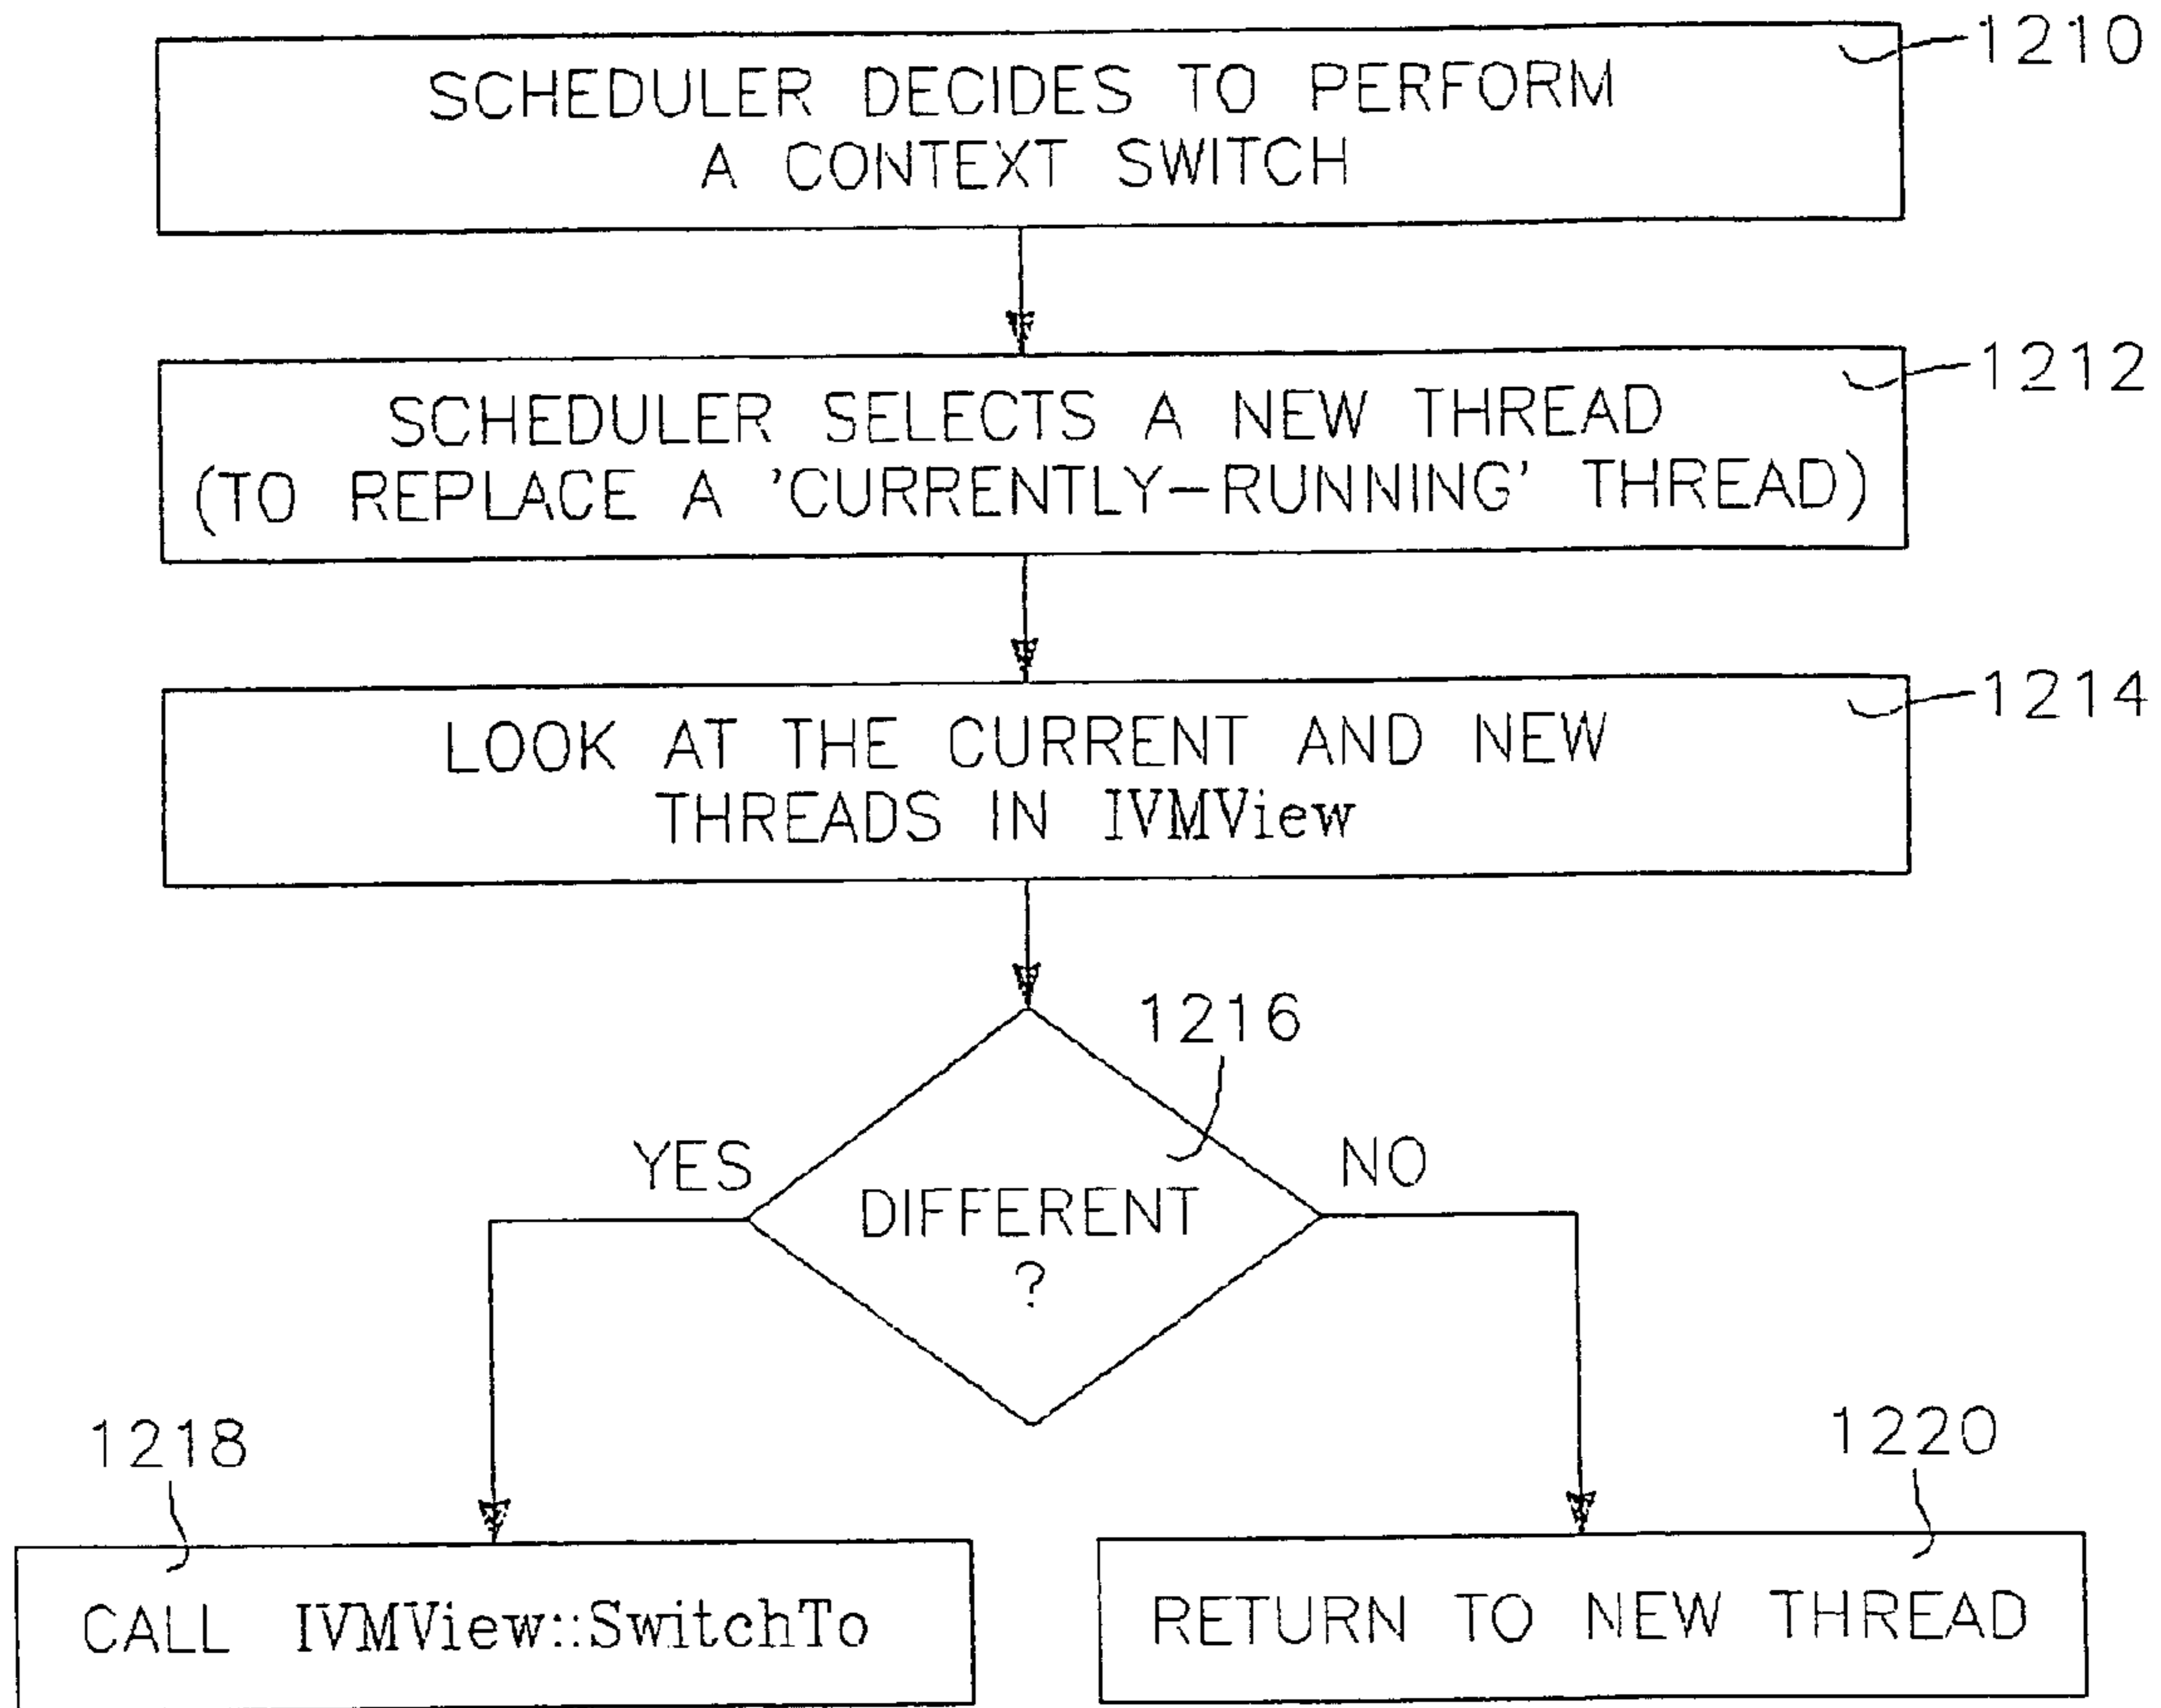 1210
SCHEDULER DECIDES TO PERFORM
A CONTEXT SWITCH
1212
SCHEDULER SELECTS A NEW THREAD
(TO REPLACE A 'CURRENTLY-RUNNING' THREAD)
1214
LOOK AT THE CURRENT AND NEW
THREADS IN IVMView
1216
YES
NO
DIFFERENT
?
1218
1220
CALL IVMView::SwitchTo
RETURN TO NEW THREAD